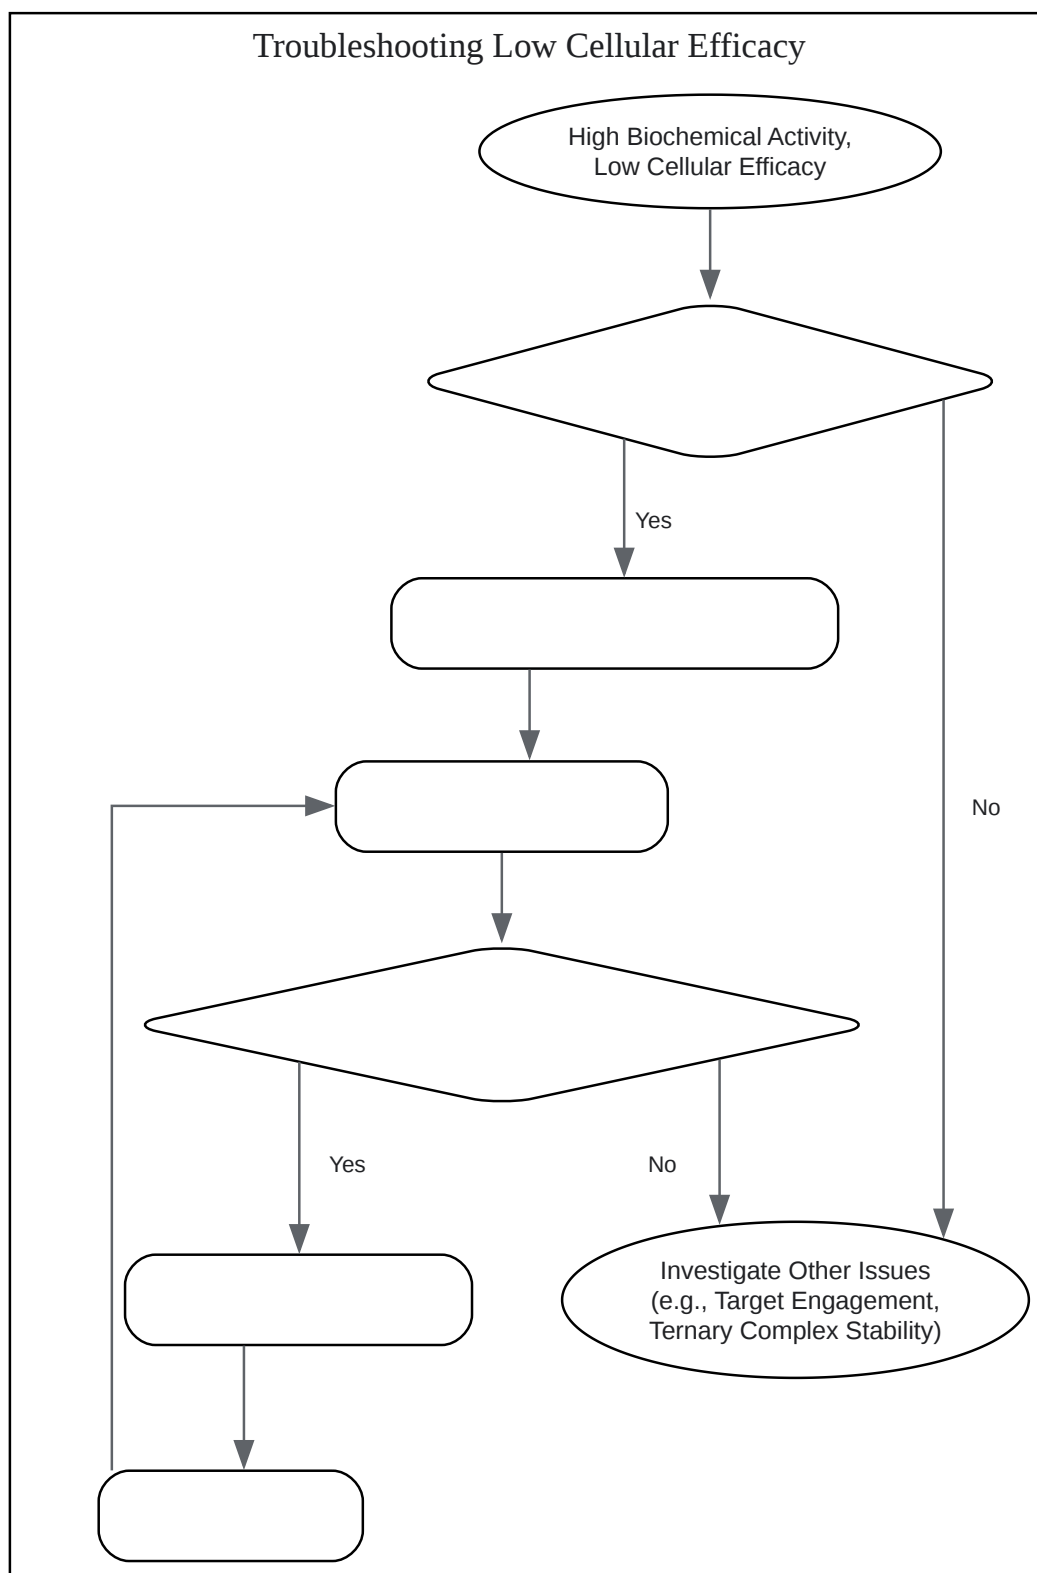 Troubleshooting Low Cellular Efficacy
High Biochemical Activity,
Low Cellular Efficacy
Yes
No
Yes
No
Investigate Other Issues
(e.g., Target Engagement,
Ternary Complex Stability)